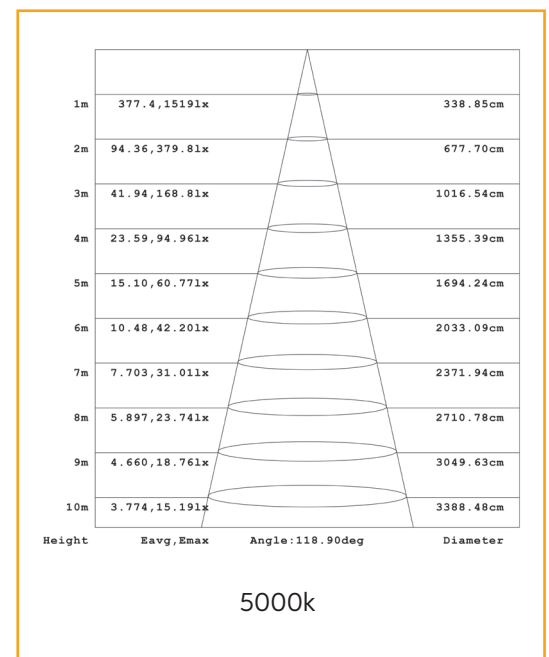 1m 377.4,1519lx 338.85cm
2m 94.36,379.8lx 677.70cm
3m 41.94,168.8lx 1016.54cm
4m 23.59,94.96lx 1355.39cm
5m 15.10,60.77lx 1694.24cm
6m 10.48,42.20lx 2033.09cm
7m 7.703,31.01lx 2371.94cm
8m 5.897,23.74lx 2710.78cm
9m 4.660,18.76lx 3049.63cm
10m 3.774,15.19lx 3388.48cm
Height Eavg,Emax Angle:118.90deg Diameter
5000k